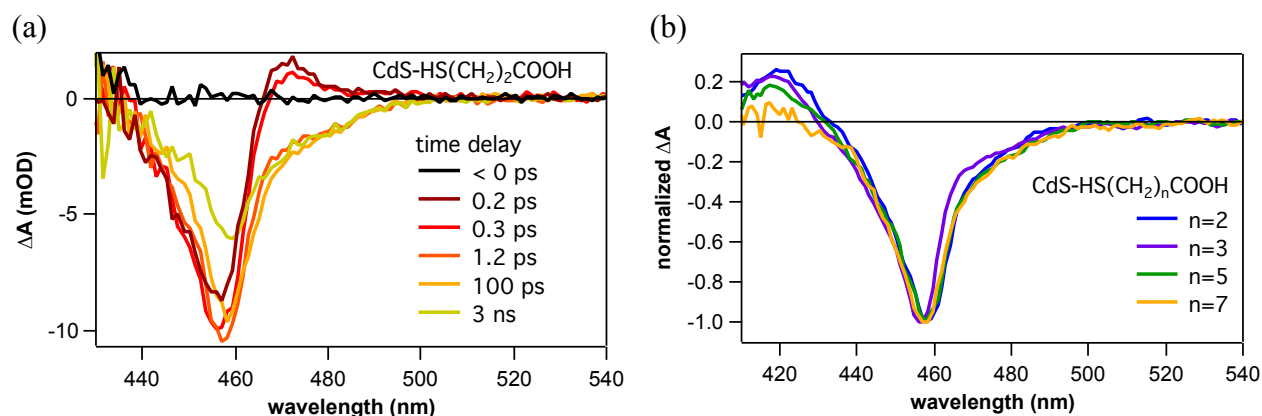 (a)
CdS-HS(CH₂)₂COOH
time delay
< 0 ps
0.2 ps
0.3 ps
1.2 ps
100 ps
3 ns
0
-5
-10
ΔA (mOD)
440
460
480
500
520
540
wavelength (nm)
(b)
0.2
0.0
-0.2
-0.4
-0.6
-0.8
-1.0
normalized ΔA
CdS-HS(CH₂)ₙCOOH
n=2
n=3
n=5
n=7
420
440
460
480
500
520
540
wavelength (nm)